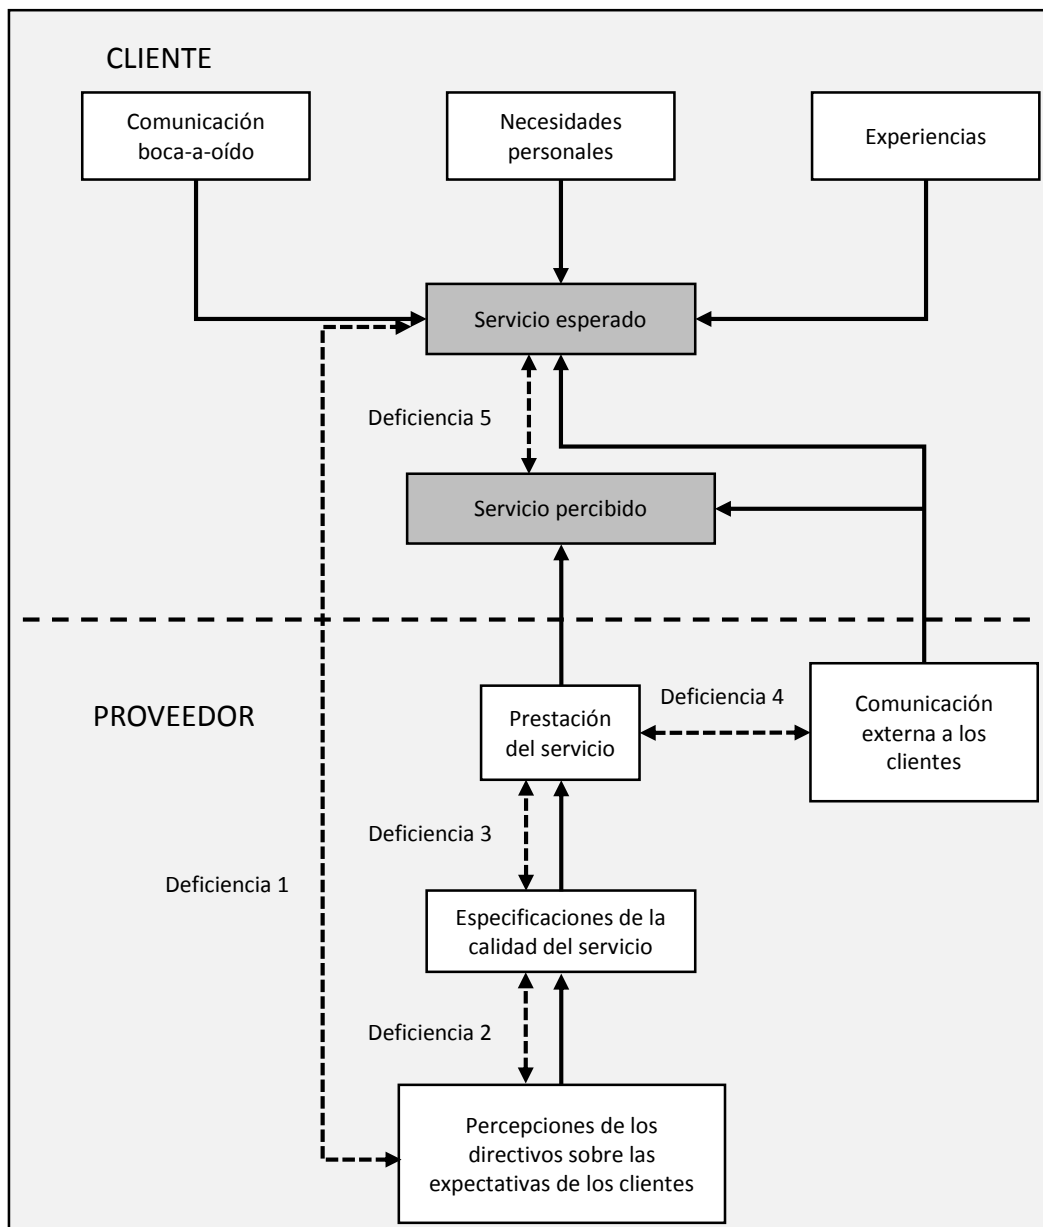 CLIENTE
Comunicación
boca-a-oído
Necesidades
personales
Experiencias
Servicio esperado
Deficiencia 5
Servicio percibido
PROVEEDOR
Prestación
del servicio
Deficiencia 4
Comunicación
externa a los
clientes
Deficiencia 3
Deficiencia 1
Especificaciones de la
calidad del servicio
Deficiencia 2
Percepciones de los
directivos sobre las
expectativas de los clientes